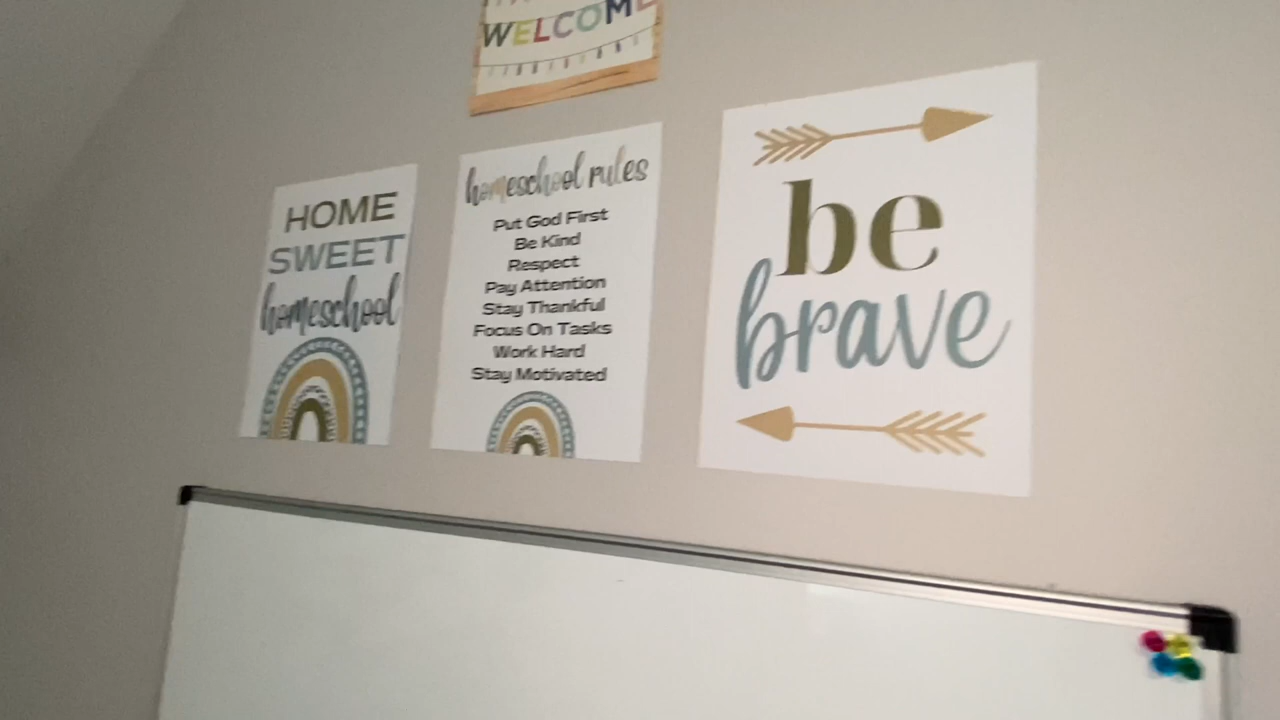 WELCOME
HOME
SWEET
homeschool
homeschool rules
Put God First
Be Kind
Respect
Pay Attention
Stay Thankful
Focus On Tasks
Work Hard
Stay Motivated
be
brave